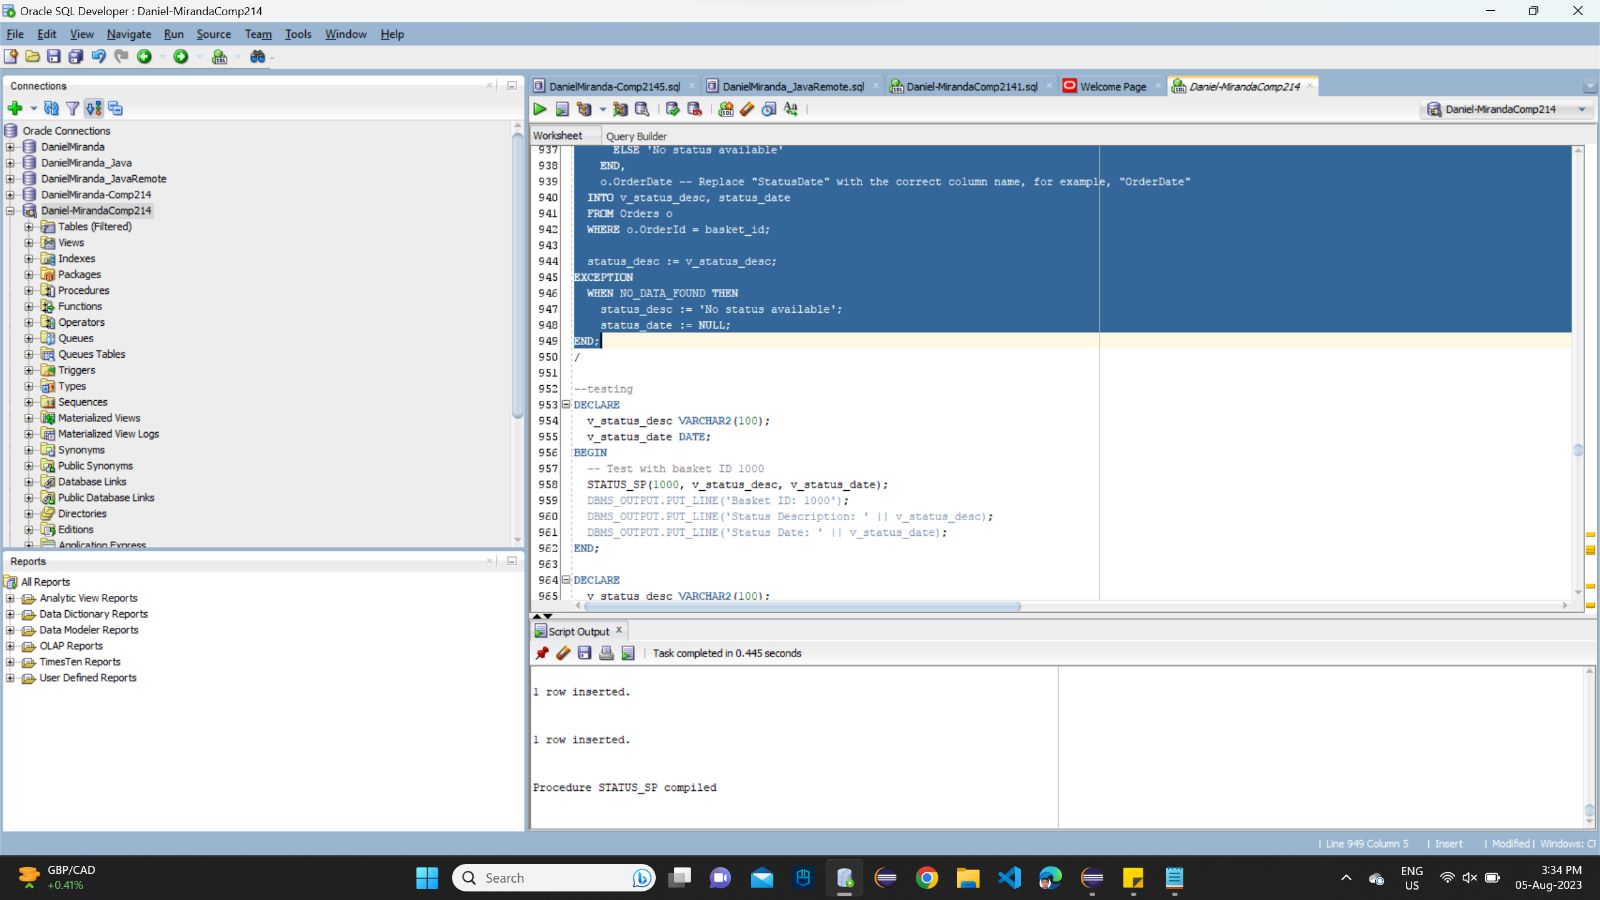 Oracle SQL Developer : Daniel-MirandaComp214
File Edit View Navigate Run Source Team Tools Window Help
Connections
Oracle Connections
DanielMiranda
DanielMiranda_Java
DanielMiranda_JavaRemote
DanielMiranda-Comp214
Daniel-MirandaComp214
Tables (Filtered)
Views
Indexes
Packages
Procedures
Functions
Operators
Queues
Queues Tables
Triggers
Types
Sequences
Materialized Views
Materialized View Logs
Synonyms
Public Synonyms
Database Links
Public Database Links
Directories
Editions
Application Express
Reports
All Reports
Analytic View Reports
Data Dictionary Reports
Data Modeler Reports
OLAP Reports
TimesTen Reports
User Defined Reports
DanielMiranda-Comp2145.sql DanielMiranda_JavaRemote.sql Daniel-MirandaComp2141.sql Welcome Page Daniel-MirandaComp214
Daniel-MirandaComp214
Worksheet Query Builder
937 ELSE 'No status available'
938 END,
939 o.OrderDate -- Replace "StatusDate" with the correct column name, for example, "OrderDate"
940 INTO v_status_desc, status_date
941 FROM Orders o
942 WHERE o.OrderId = basket_id;
943
944 status_desc := v_status_desc;
945 EXCEPTION
946 WHEN NO_DATA_FOUND THEN
947 status_desc := 'No status available';
948 status_date := NULL;
949 END;
950 /
951
952 --testing
953 DECLARE
954 v_status_desc VARCHAR2(100);
955 v_status_date DATE;
956 BEGIN
957 -- Test with basket ID 1000
958 STATUS_SP(1000, v_status_desc, v_status_date);
959 DBMS_OUTPUT.PUT_LINE('Basket ID: 1000');
960 DBMS_OUTPUT.PUT_LINE('Status Description: ' || v_status_desc);
961 DBMS_OUTPUT.PUT_LINE('Status Date: ' || v_status_date);
962 END;
963
964 DECLARE
965 v_status_desc VARCHAR2(100);
Script Output
Task completed in 0.445 seconds
1 row inserted.
1 row inserted.
Procedure STATUS_SP compiled
Line 949 Column 5 Insert Modified Windows: CF
GBP/CAD
+0.41%
Search
ENG
US
3:34 PM
05-Aug-2023